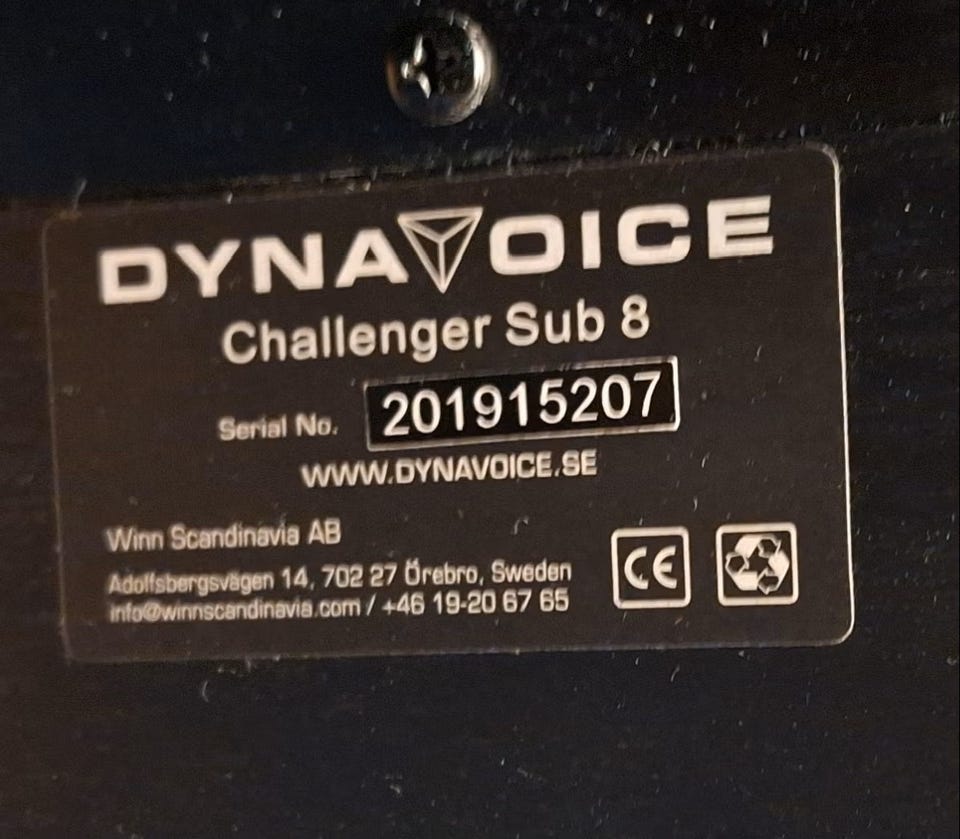 DYNAVOICE
Challenger Sub 8
Serial No. 201915207
WWW.DYNAVOICE.SE
Winn Scandinavia AB
Adolfsbergsvägen 14, 702 27 Örebro, Sweden
info@winnscandinavia.com / +46 19-20 67 65
CE